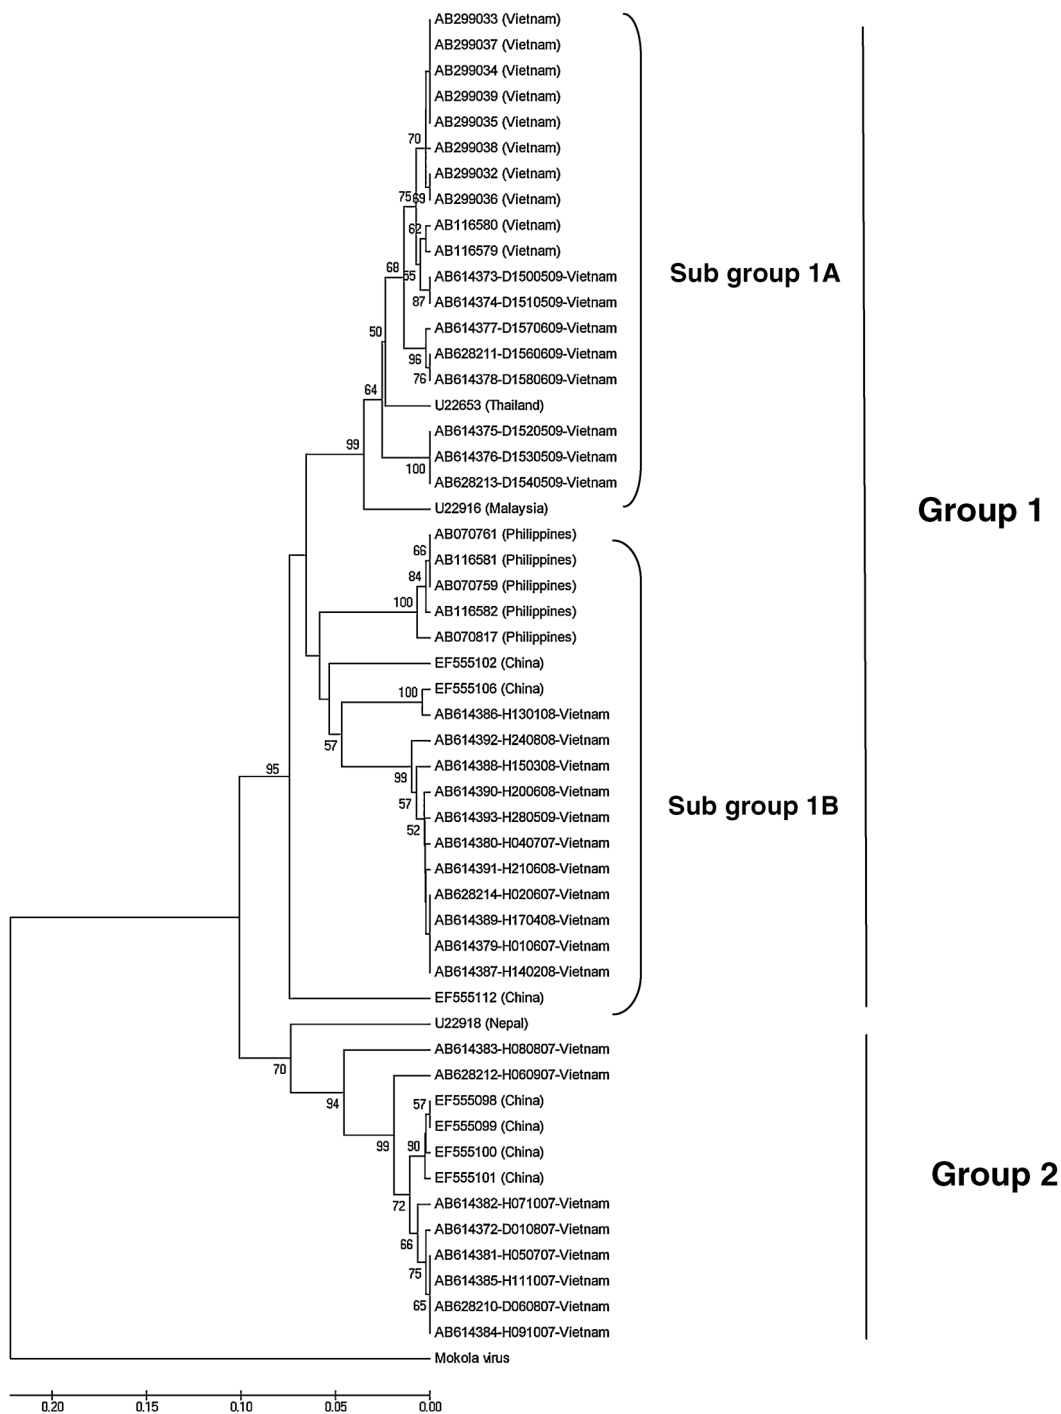 AB299033 (Vietnam)
AB299037 (Vietnam)
AB299034 (Vietnam)
AB299039 (Vietnam)
AB299035 (Vietnam)
70
AB299038 (Vietnam)
AB299032 (Vietnam)
75 69
AB299036 (Vietnam)
62
AB116580 (Vietnam)
AB116579 (Vietnam)
68
55
AB614373-D1500509-Vietnam
Sub group 1A
87
AB614374-D1510509-Vietnam
AB614377-D1570609-Vietnam
50
96
AB628211-D1560609-Vietnam
76
AB614378-D1580609-Vietnam
64
U22653 (Thailand)
AB614375-D1520509-Vietnam
99
AB614376-D1530509-Vietnam
100
AB628213-D1540509-Vietnam
U22916 (Malaysia)
Group 1
AB070761 (Philippines)
66
AB116581 (Philippines)
84
AB070759 (Philippines)
100
AB116582 (Philippines)
AB070817 (Philippines)
EF555102 (China)
100
EF555106 (China)
AB614386-H130108-Vietnam
57
AB614392-H240808-Vietnam
95
99
AB614388-H150308-Vietnam
AB614390-H200608-Vietnam
57
Sub group 1B
AB614393-H280509-Vietnam
52
AB614380-H040707-Vietnam
AB614391-H210608-Vietnam
AB628214-H020607-Vietnam
AB614389-H170408-Vietnam
AB614379-H010607-Vietnam
AB614387-H140208-Vietnam
EF555112 (China)
U22918 (Nepal)
AB614383-H080807-Vietnam
70
AB628212-H060907-Vietnam
94
57
EF555098 (China)
EF555099 (China)
99
90
EF555100 (China)
EF555101 (China)
Group 2
72
AB614382-H071007-Vietnam
AB614372-D010807-Vietnam
66
AB614381-H050707-Vietnam
75
AB614385-H111007-Vietnam
65
AB628210-D060807-Vietnam
AB614384-H091007-Vietnam
Mokola virus
0.20 0.15 0.10 0.05 0.00